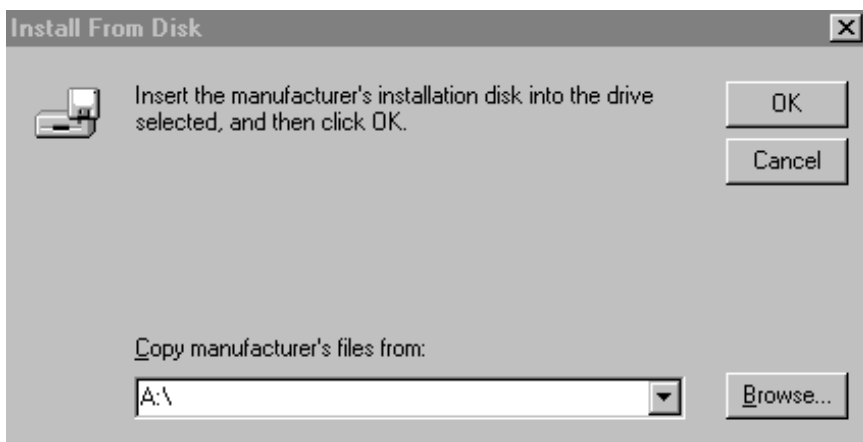 Install From Disk
Insert the manufacturer's installation disk into the drive
selected, and then click OK.
OK
Cancel
Copy manufacturer's files from:
A:\
Browse...